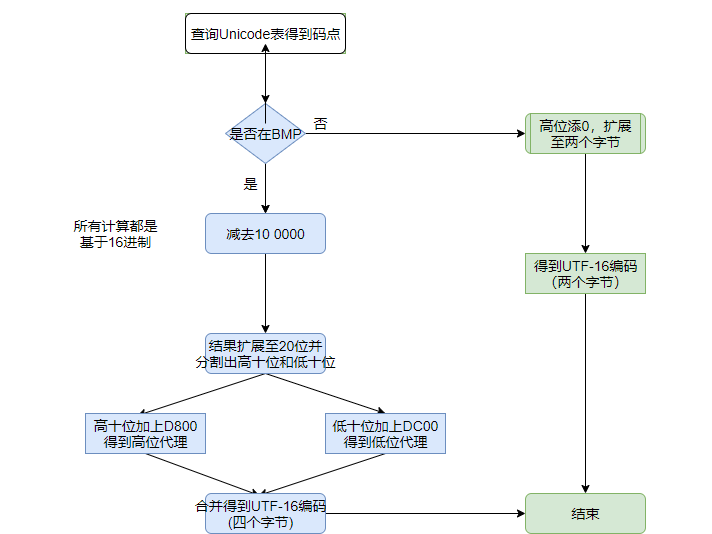 查询Unicode表得到码点
是否在BMP
否
高位添0，扩展
至两个字节
是
所有计算都是
基于16进制
减去10 0000
得到UTF-16编码
（两个字节）
结果扩展至20位并
分割出高十位和低十位
高十位加上D800
得到高位代理
低十位加上DC00
得到低位代理
合并得到UTF-16编码
(四个字节）
结束